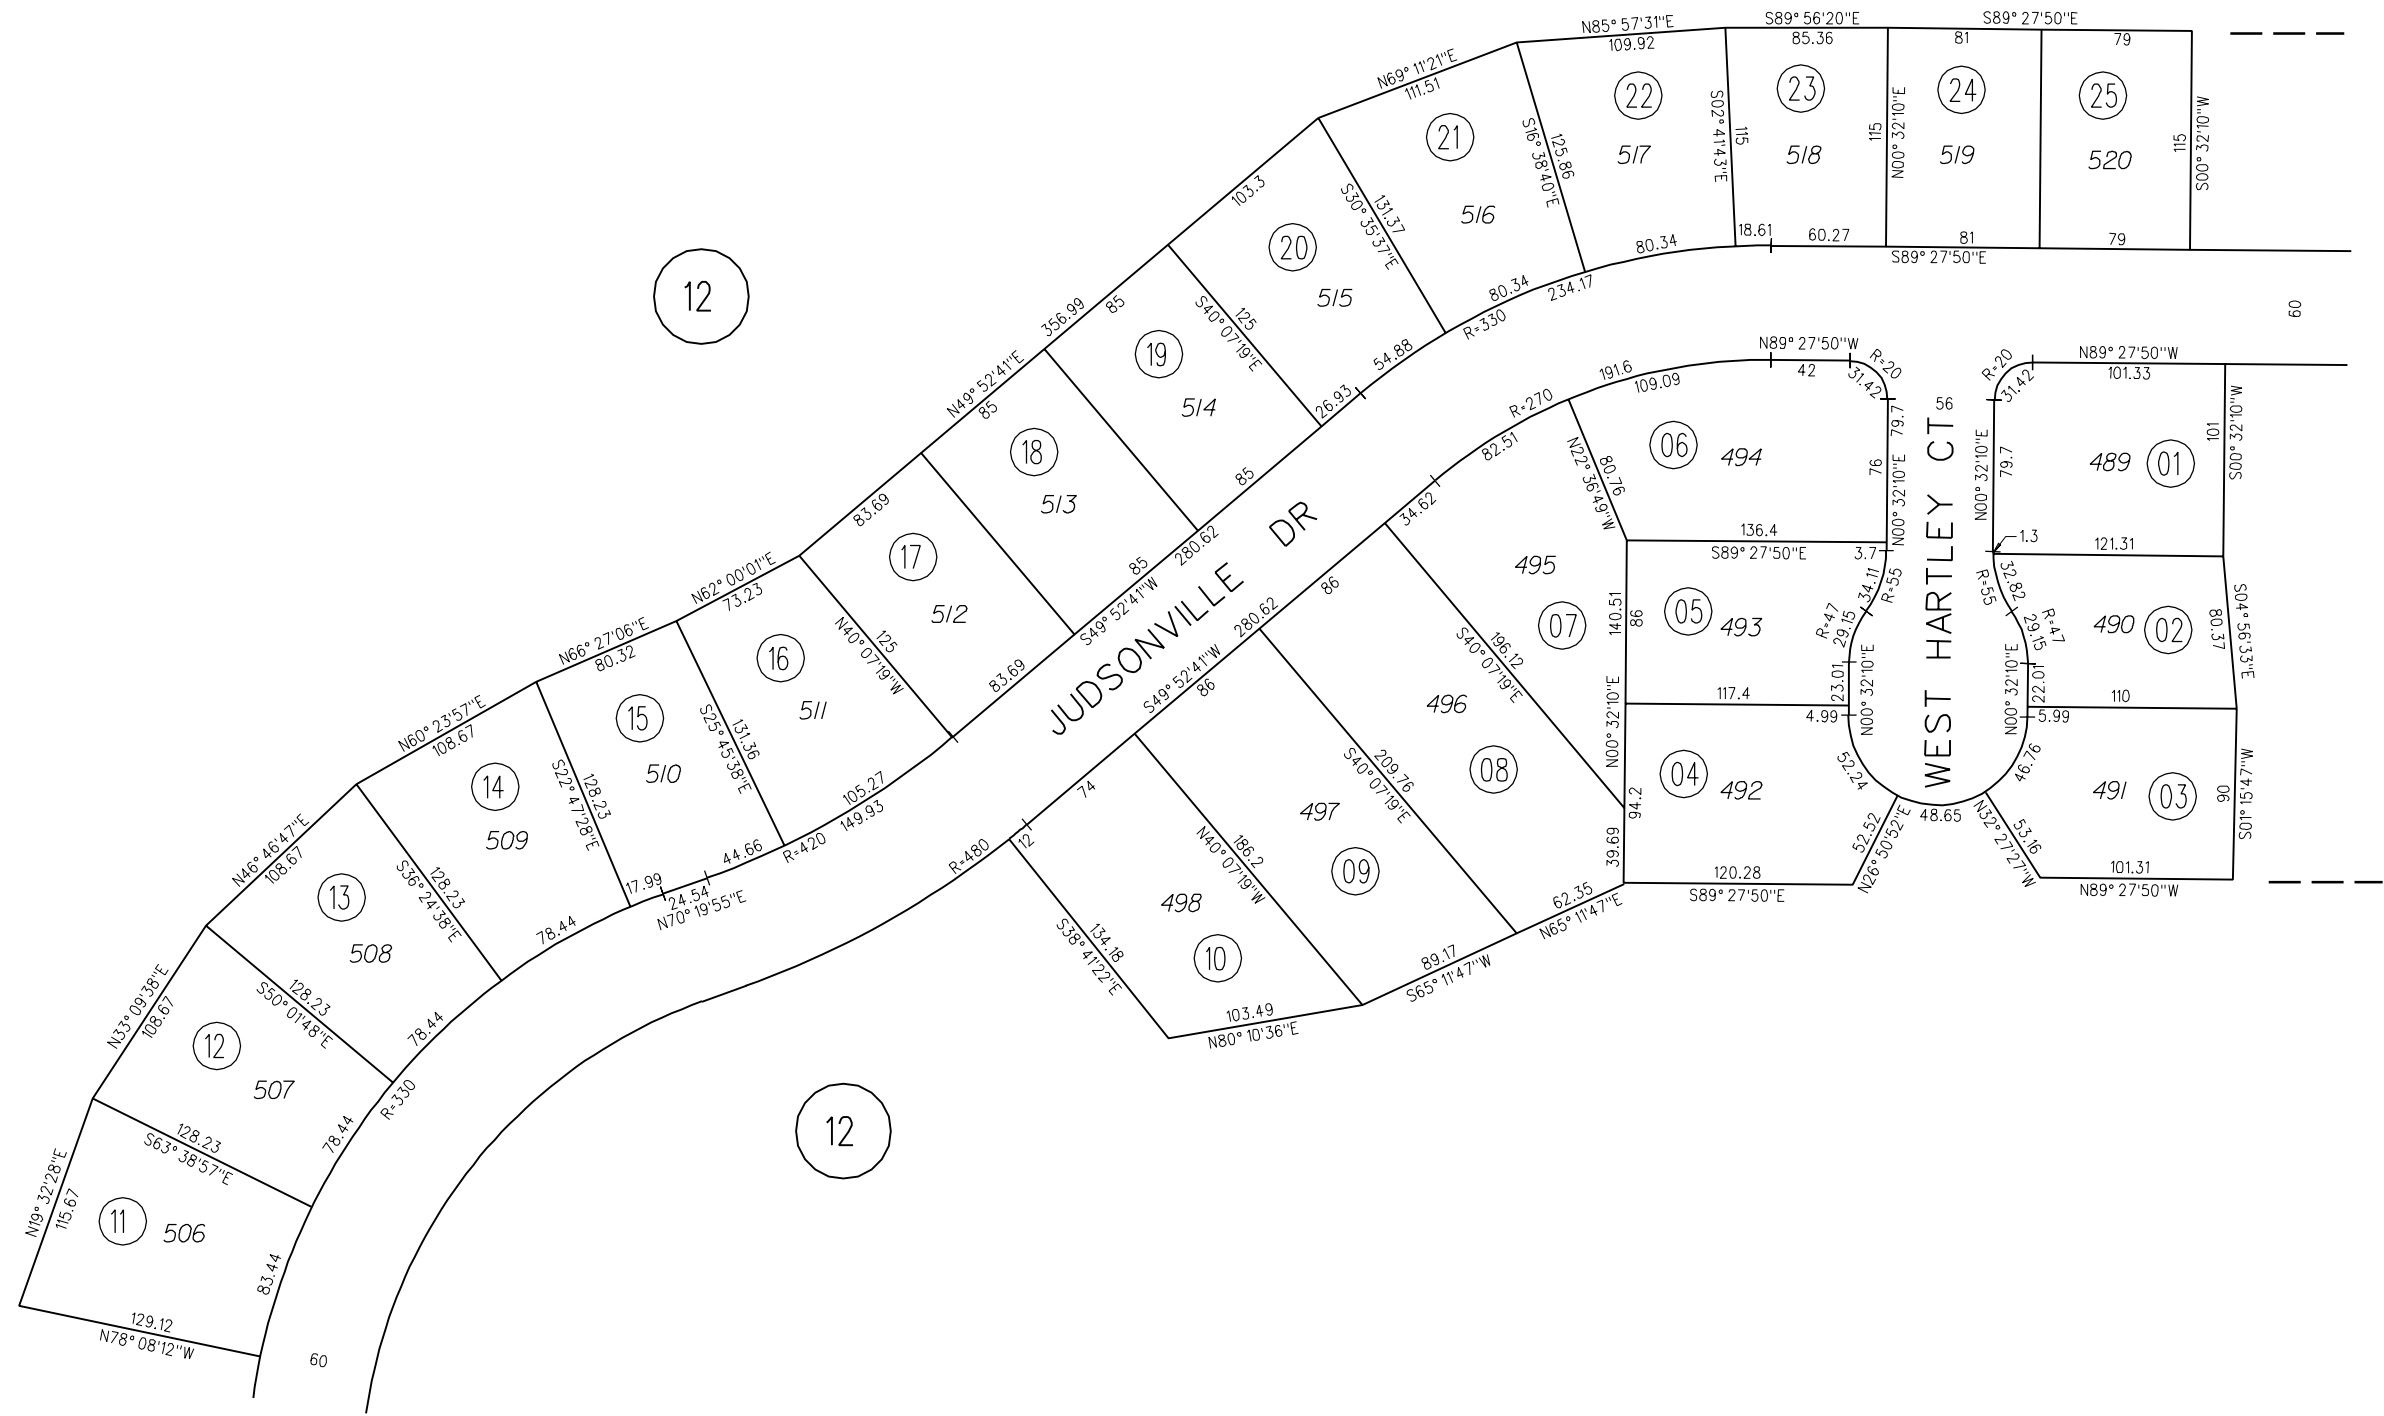 S89° 56'20"E
S89° 27'50"E
N85° 57'31"E
109.92
85.36
81
79
N69° 11'21"E
111.51
22
23
24
25
21
517
518
519
520
S02° 41'43"E
115
115
N00° 32'10"E
115
S00° 32'10"W
S16° 38'40"E
125.86
103.3
S30° 35'37"E
131.37
516
20
515
80.34
18.61
60.27
81
79
S89° 27'50"E
12
80.34
234.17
R=330
60
356.99
85
S40° 07'19"E
125
19
514
54.88
26.93
N49° 52'41"E
85
N89° 27'50"W
42
R=20
31.42
R=20
31.42
N89° 27'50"W
101.33
191.6
109.09
R=270
82.51
56
79.7
18
513
85
N22° 36'49"W
80.76
06
494
76
N00° 32'10"E
N00° 32'10"E
79.7
489
01
101
S00° 32'10"W
83.69
34.62
136.4
S89° 27'50"E
3.7
1.3
121.31
17
512
85
280.62
S49° 52'41"W
JUDSONVILLE DR
WEST HARTLEY CT
495
07
140.51
86
05
493
34.11
R=55
R=47
29.15
R=55
32.82
R=47
29.15
490
02
S04° 56'33"E
80.37
N62° 00'01"E
73.23
N66° 27'06"E
80.32
16
511
N40° 07'19"W
125
83.69
86
280.62
S49° 52'41"W
86
S40° 07'19"E
196.12
N00° 32'10"E
117.4
23.01
N00° 32'10"E
4.99
N00° 32'10"E
22.01
5.99
110
N60° 23'57"E
108.67
15
510
S25° 45'38"E
131.36
496
08
S40° 07'19"E
209.76
04
492
94.2
52.24
46.76
48.65
491
03
90
S01° 15'47"W
14
509
S22° 47'28"E
128.23
105.27
149.93
R=420
44.66
74
12
R=480
497
09
N40° 07'19"W
186.2
39.69
120.28
S89° 27'50"E
52.52
N26° 50'52"E
N32° 27'27"W
53.16
101.31
N89° 27'50"W
N46° 46'47"E
108.67
13
508
S36° 24'38"E
128.23
17.99
24.54
N70° 19'55"E
78.44
498
10
S38° 41'22"E
134.18
62.35
N65° 11'47"E
89.17
S65° 11'47"W
103.49
N80° 10'36"E
N33° 09'38"E
108.67
12
507
S50° 01'48"E
128.23
78.44
R=330
78.44
12
128.23
S63° 38'57"E
N19° 32'28"E
115.67
11
506
83.44
129.12
N78° 08'12"W
60